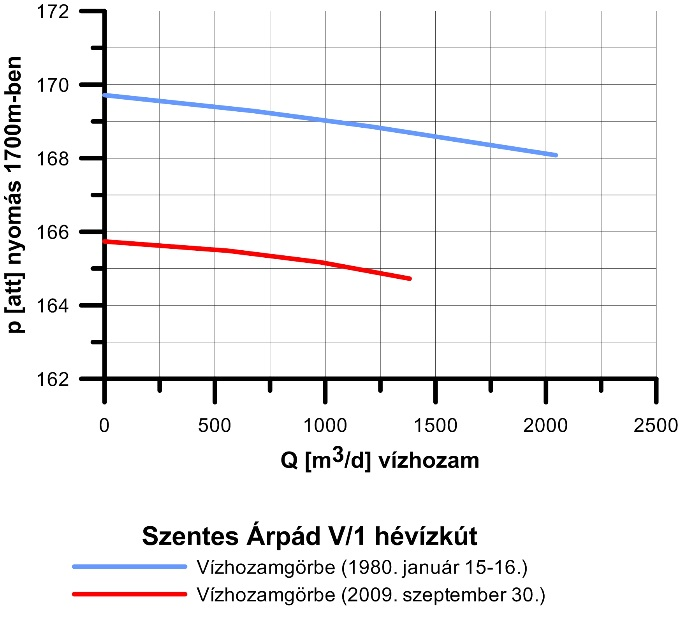 172
170
168
166
164
162
p [att] nyomás 1700m-ben
0 500 1000 1500 2000 2500
Q [m³/d] vízhozam
Szentes Árpád V/1 hévízkút
Vízhozamgörbe (1980. január 15-16.)
Vízhozamgörbe (2009. szeptember 30.)